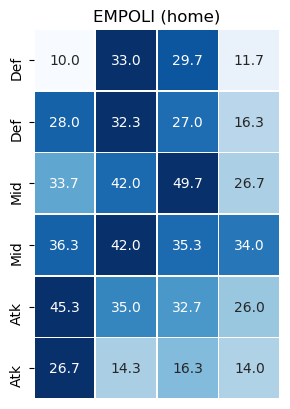 EMPOLI (home)
Def 10.0 33.0 29.7 11.7
Def 28.0 32.3 27.0 16.3
Mid 33.7 42.0 49.7 26.7
Mid 36.3 42.0 35.3 34.0
Atk 45.3 35.0 32.7 26.0
Atk 26.7 14.3 16.3 14.0